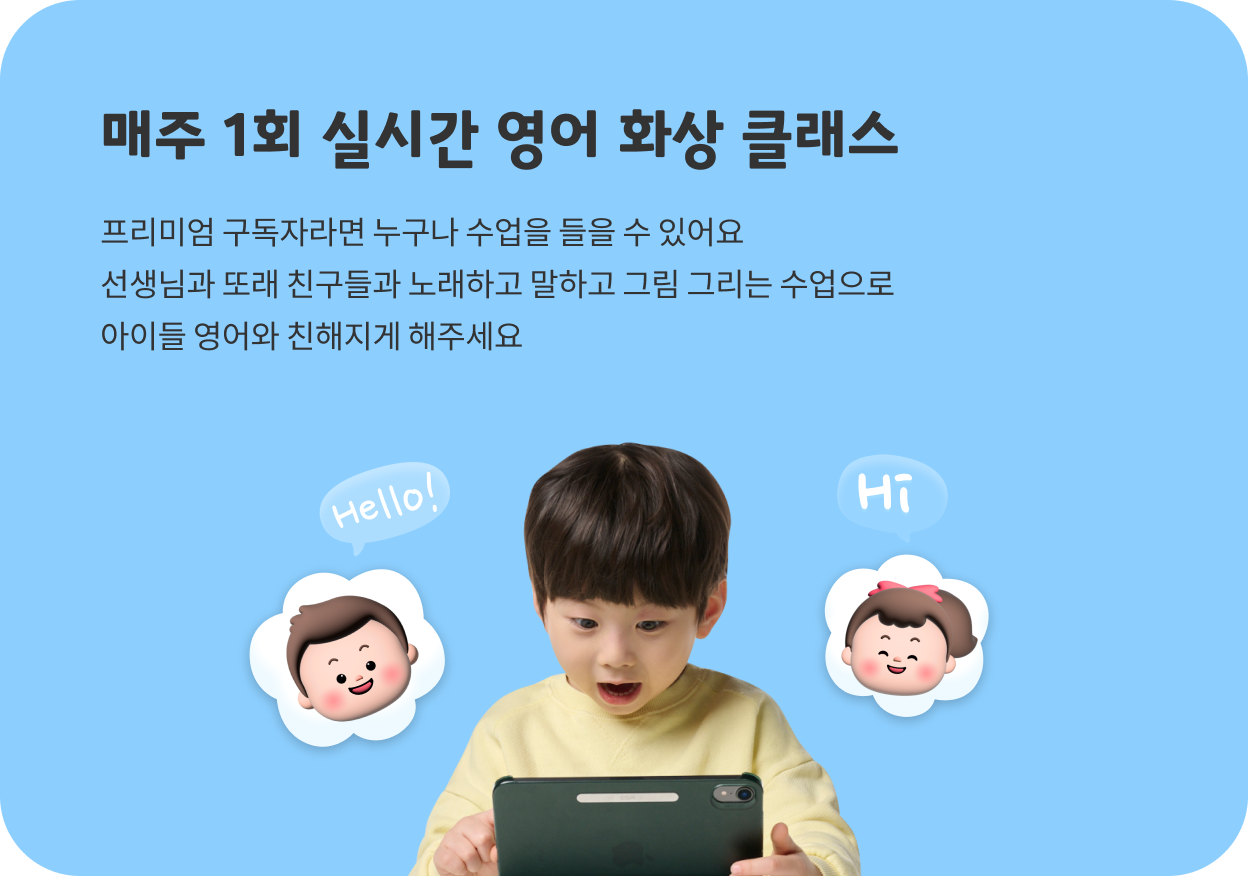 매주 1회 실시간 영어 화상 클래스
프리미엄 구독자라면 누구나 수업을 들을 수 있어요
선생님과 또래 친구들과 노래하고 말하고 그림 그리는 수업으로
아이들 영어와 친해지게 해주세요
Hello!
Hi